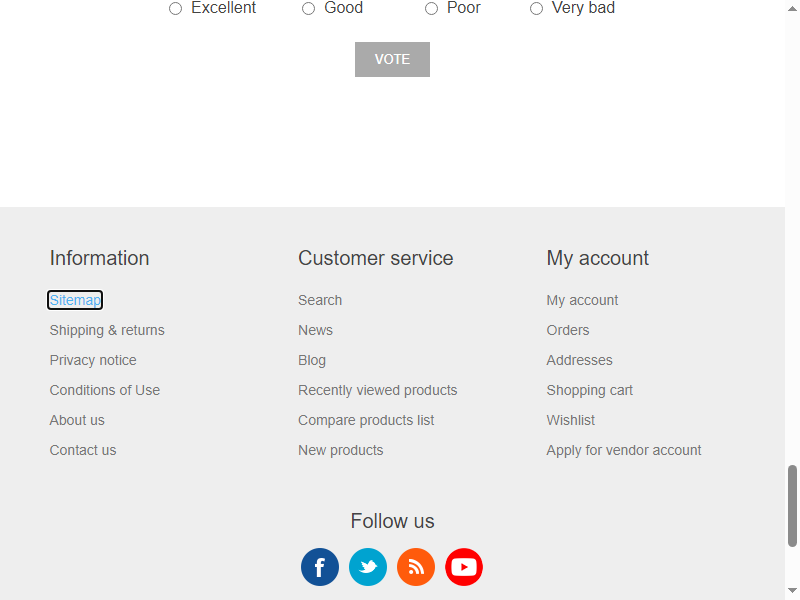 Excellent Good Poor Very bad
VOTE
Information
Sitemap
Shipping & returns
Privacy notice
Conditions of Use
About us
Contact us
Customer service
Search
News
Blog
Recently viewed products
Compare products list
New products
My account
My account
Orders
Addresses
Shopping cart
Wishlist
Apply for vendor account
Follow us